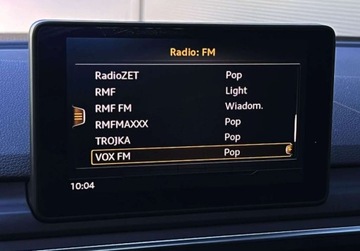 Radio: FM
RadioZET Pop
RMF Light
RMF FM Wiadom.
RMFMAXXX Pop
TROJKA Pop
VOX FM Pop
10:04